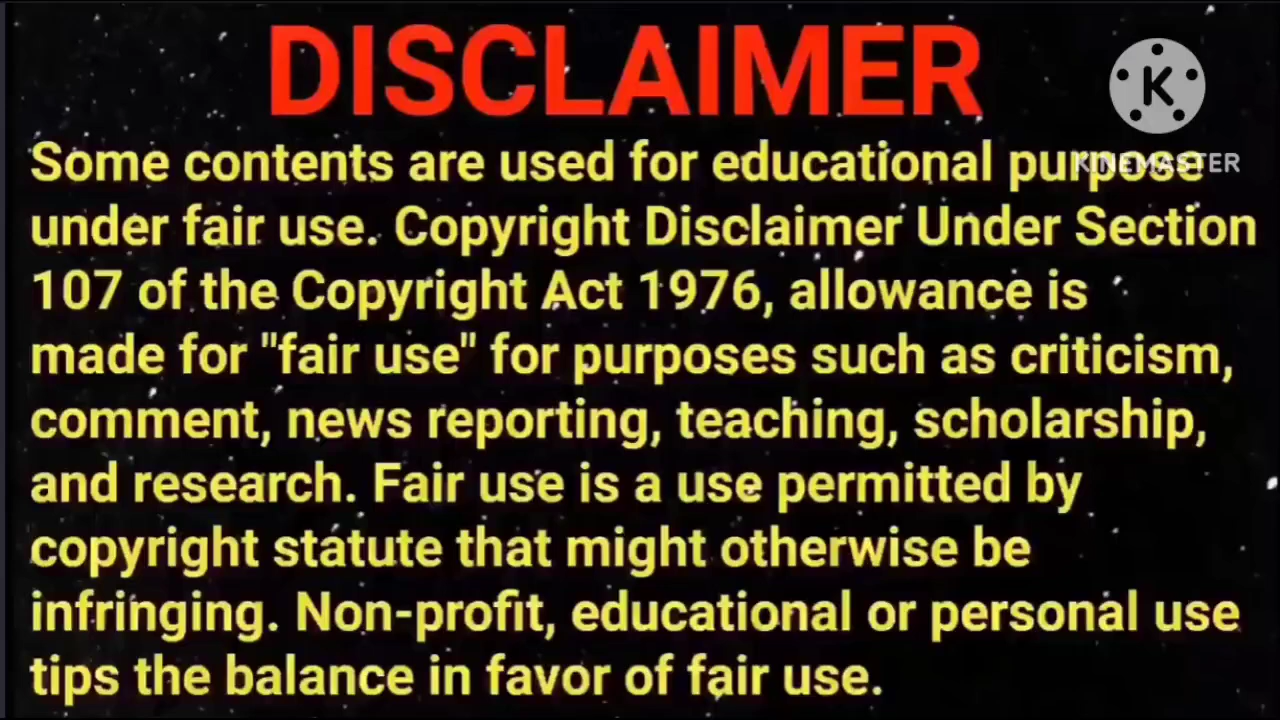 DISCLAIMER
K
KINEMASTER
Some contents are used for educational purpose
under fair use. Copyright Disclaimer Under Section
107 of the Copyright Act 1976, allowance is
made for "fair use" for purposes such as criticism,
comment, news reporting, teaching, scholarship,
and research. Fair use is a use permitted by
copyright statute that might otherwise be
infringing. Non-profit, educational or personal use
tips the balance in favor of fair use.